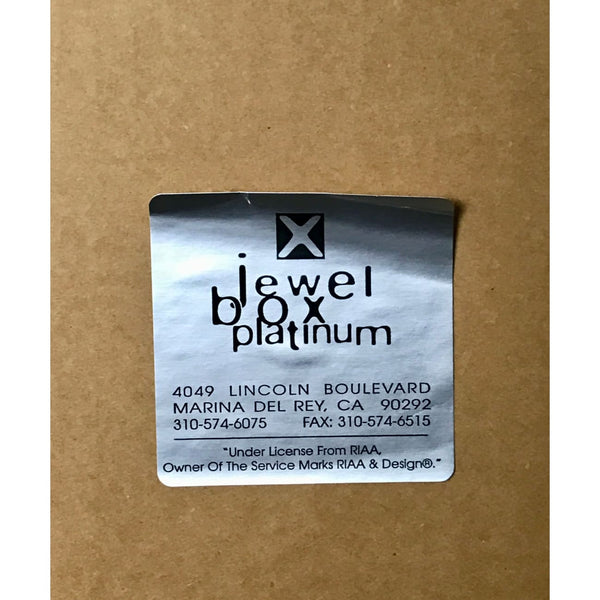 X
jewel
box
platinum
4049 LINCOLN BOULEVARD
MARINA DEL REY, CA 90292
310-574-6075 FAX: 310-574-6515
"Under License From RIAA,
Owner Of The Service Marks RIAA & Design®."